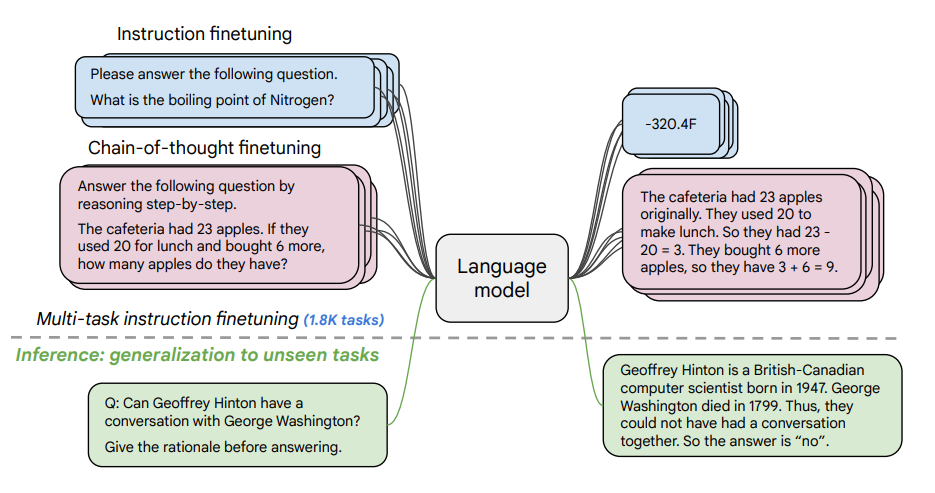 Instruction finetuning
Please answer the following question.
What is the boiling point of Nitrogen?
-320.4F
Chain-of-thought finetuning
Answer the following question by
reasoning step-by-step.
The cafeteria had 23 apples. If they
used 20 for lunch and bought 6 more,
how many apples do they have?
Language
model
The cafeteria had 23 apples
originally. They used 20 to
make lunch. So they had 23 -
20 = 3. They bought 6 more
apples, so they have 3 + 6 = 9.
Multi-task instruction finetuning (1.8K tasks)
Inference: generalization to unseen tasks
Q: Can Geoffrey Hinton have a
conversation with George Washington?
Give the rationale before answering.
Geoffrey Hinton is a British-Canadian
computer scientist born in 1947. George
Washington died in 1799. Thus, they
could not have had a conversation
together. So the answer is “no”.